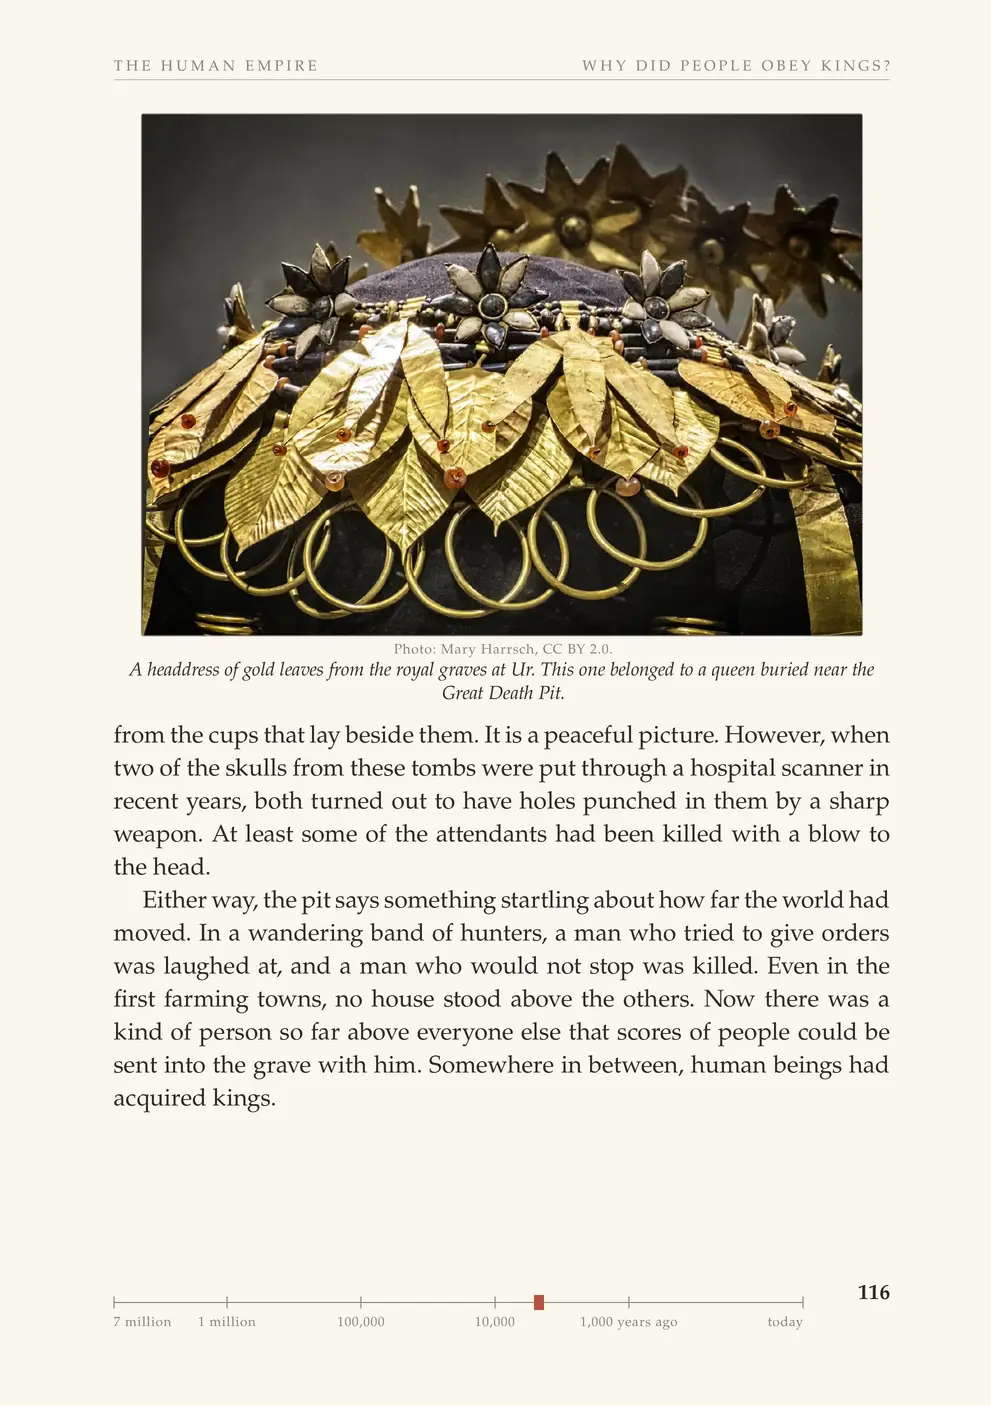 THE HUMAN EMPIRE
WHY DID PEOPLE OBEY KINGS?
Photo: Mary Harrsch, CC BY 2.0.
A headdress of gold leaves from the royal graves at Ur. This one belonged to a queen buried near the
Great Death Pit.
from the cups that lay beside them. It is a peaceful picture. However, when
two of the skulls from these tombs were put through a hospital scanner in
recent years, both turned out to have holes punched in them by a sharp
weapon. At least some of the attendants had been killed with a blow to
the head.
Either way, the pit says something startling about how far the world had
moved. In a wandering band of hunters, a man who tried to give orders
was laughed at, and a man who would not stop was killed. Even in the
first farming towns, no house stood above the others. Now there was a
kind of person so far above everyone else that scores of people could be
sent into the grave with him. Somewhere in between, human beings had
acquired kings.
116
7 million 1 million 100,000 10,000 1,000 years ago today